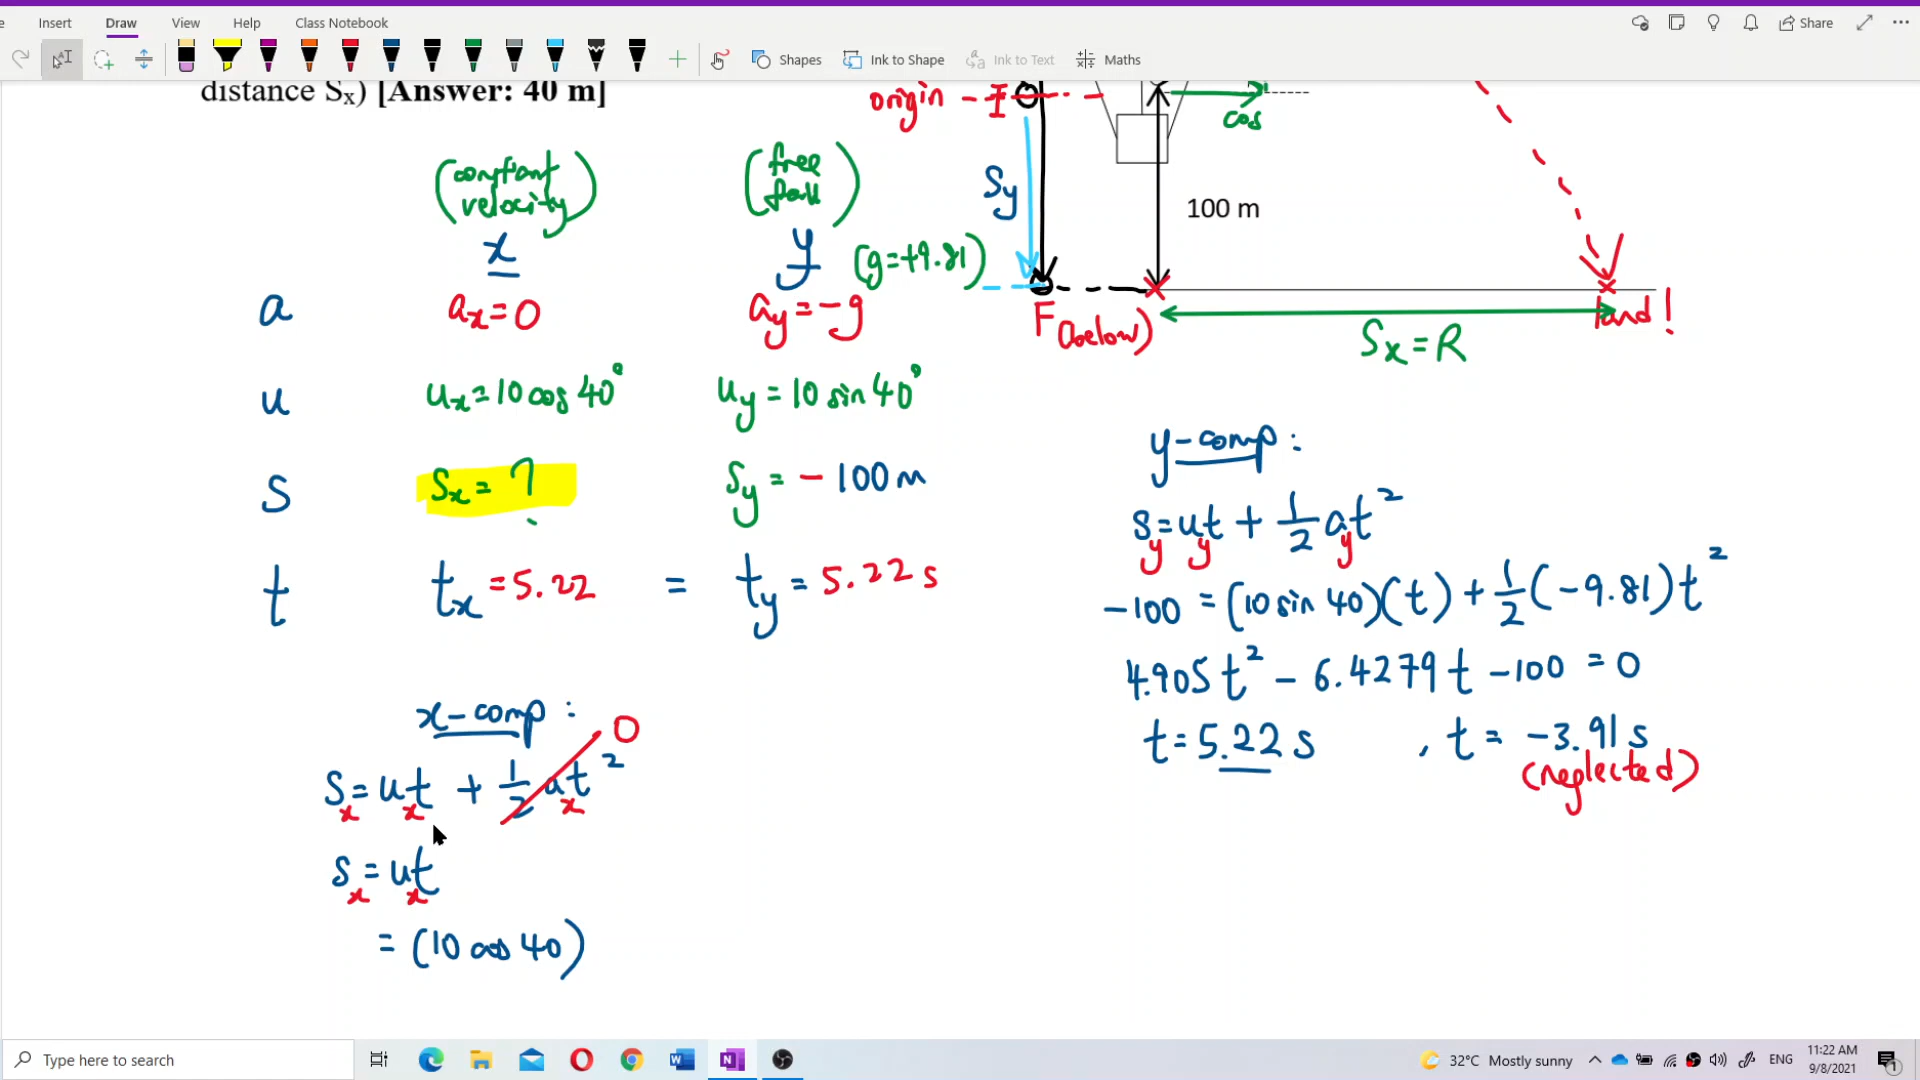 Insert Draw View Help Class Notebook Share
Shapes Ink to Shape Ink to Text Maths
distance Sx) [Answer: 40 m]
origin - I
cos
(constant velocity)
(free fall)
x
y (g=+9.81)
Sy
100 m
F (below)
land!
Sx = R
a ax = 0 ay = -g
u ux = 10 cos 40° uy = 10 sin 40°
s sx = ? sy = - 100 m
t tx = 5.22 = ty = 5.22 s
y-comp:
sy = uyt + 1/2 ayt²
-100 = (10 sin 40)(t) + 1/2 (-9.81) t²
4.905 t² - 6.4279 t - 100 = 0
t = 5.22 s , t = -3.91 s
(neglected)
x-comp:
sx = uxt + 1/2 axt² 0
sx = uxt
= (10 cos 40)
Type here to search
32°C Mostly sunny ENG 11:22 AM
9/8/2021